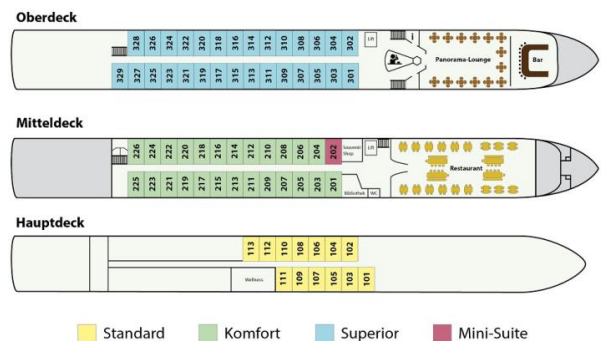 Oberdeck
328 326 324 322 320 318 316 314 312 310 308 306 304 302 Lift i
Panorama-Lounge Bar
329 327 325 323 321 319 317 315 313 311 309 307 305 303 301
Mitteldeck
226 224 222 220 218 216 214 212 210 208 206 204 202 Souvenir Shop Lift
Restaurant
225 223 221 219 217 215 213 211 209 207 205 203 201 Bibliothek WC
Hauptdeck
113 112 110 108 106 104 102
Wellness 111 109 107 105 103 101
Standard Komfort Superior Mini-Suite